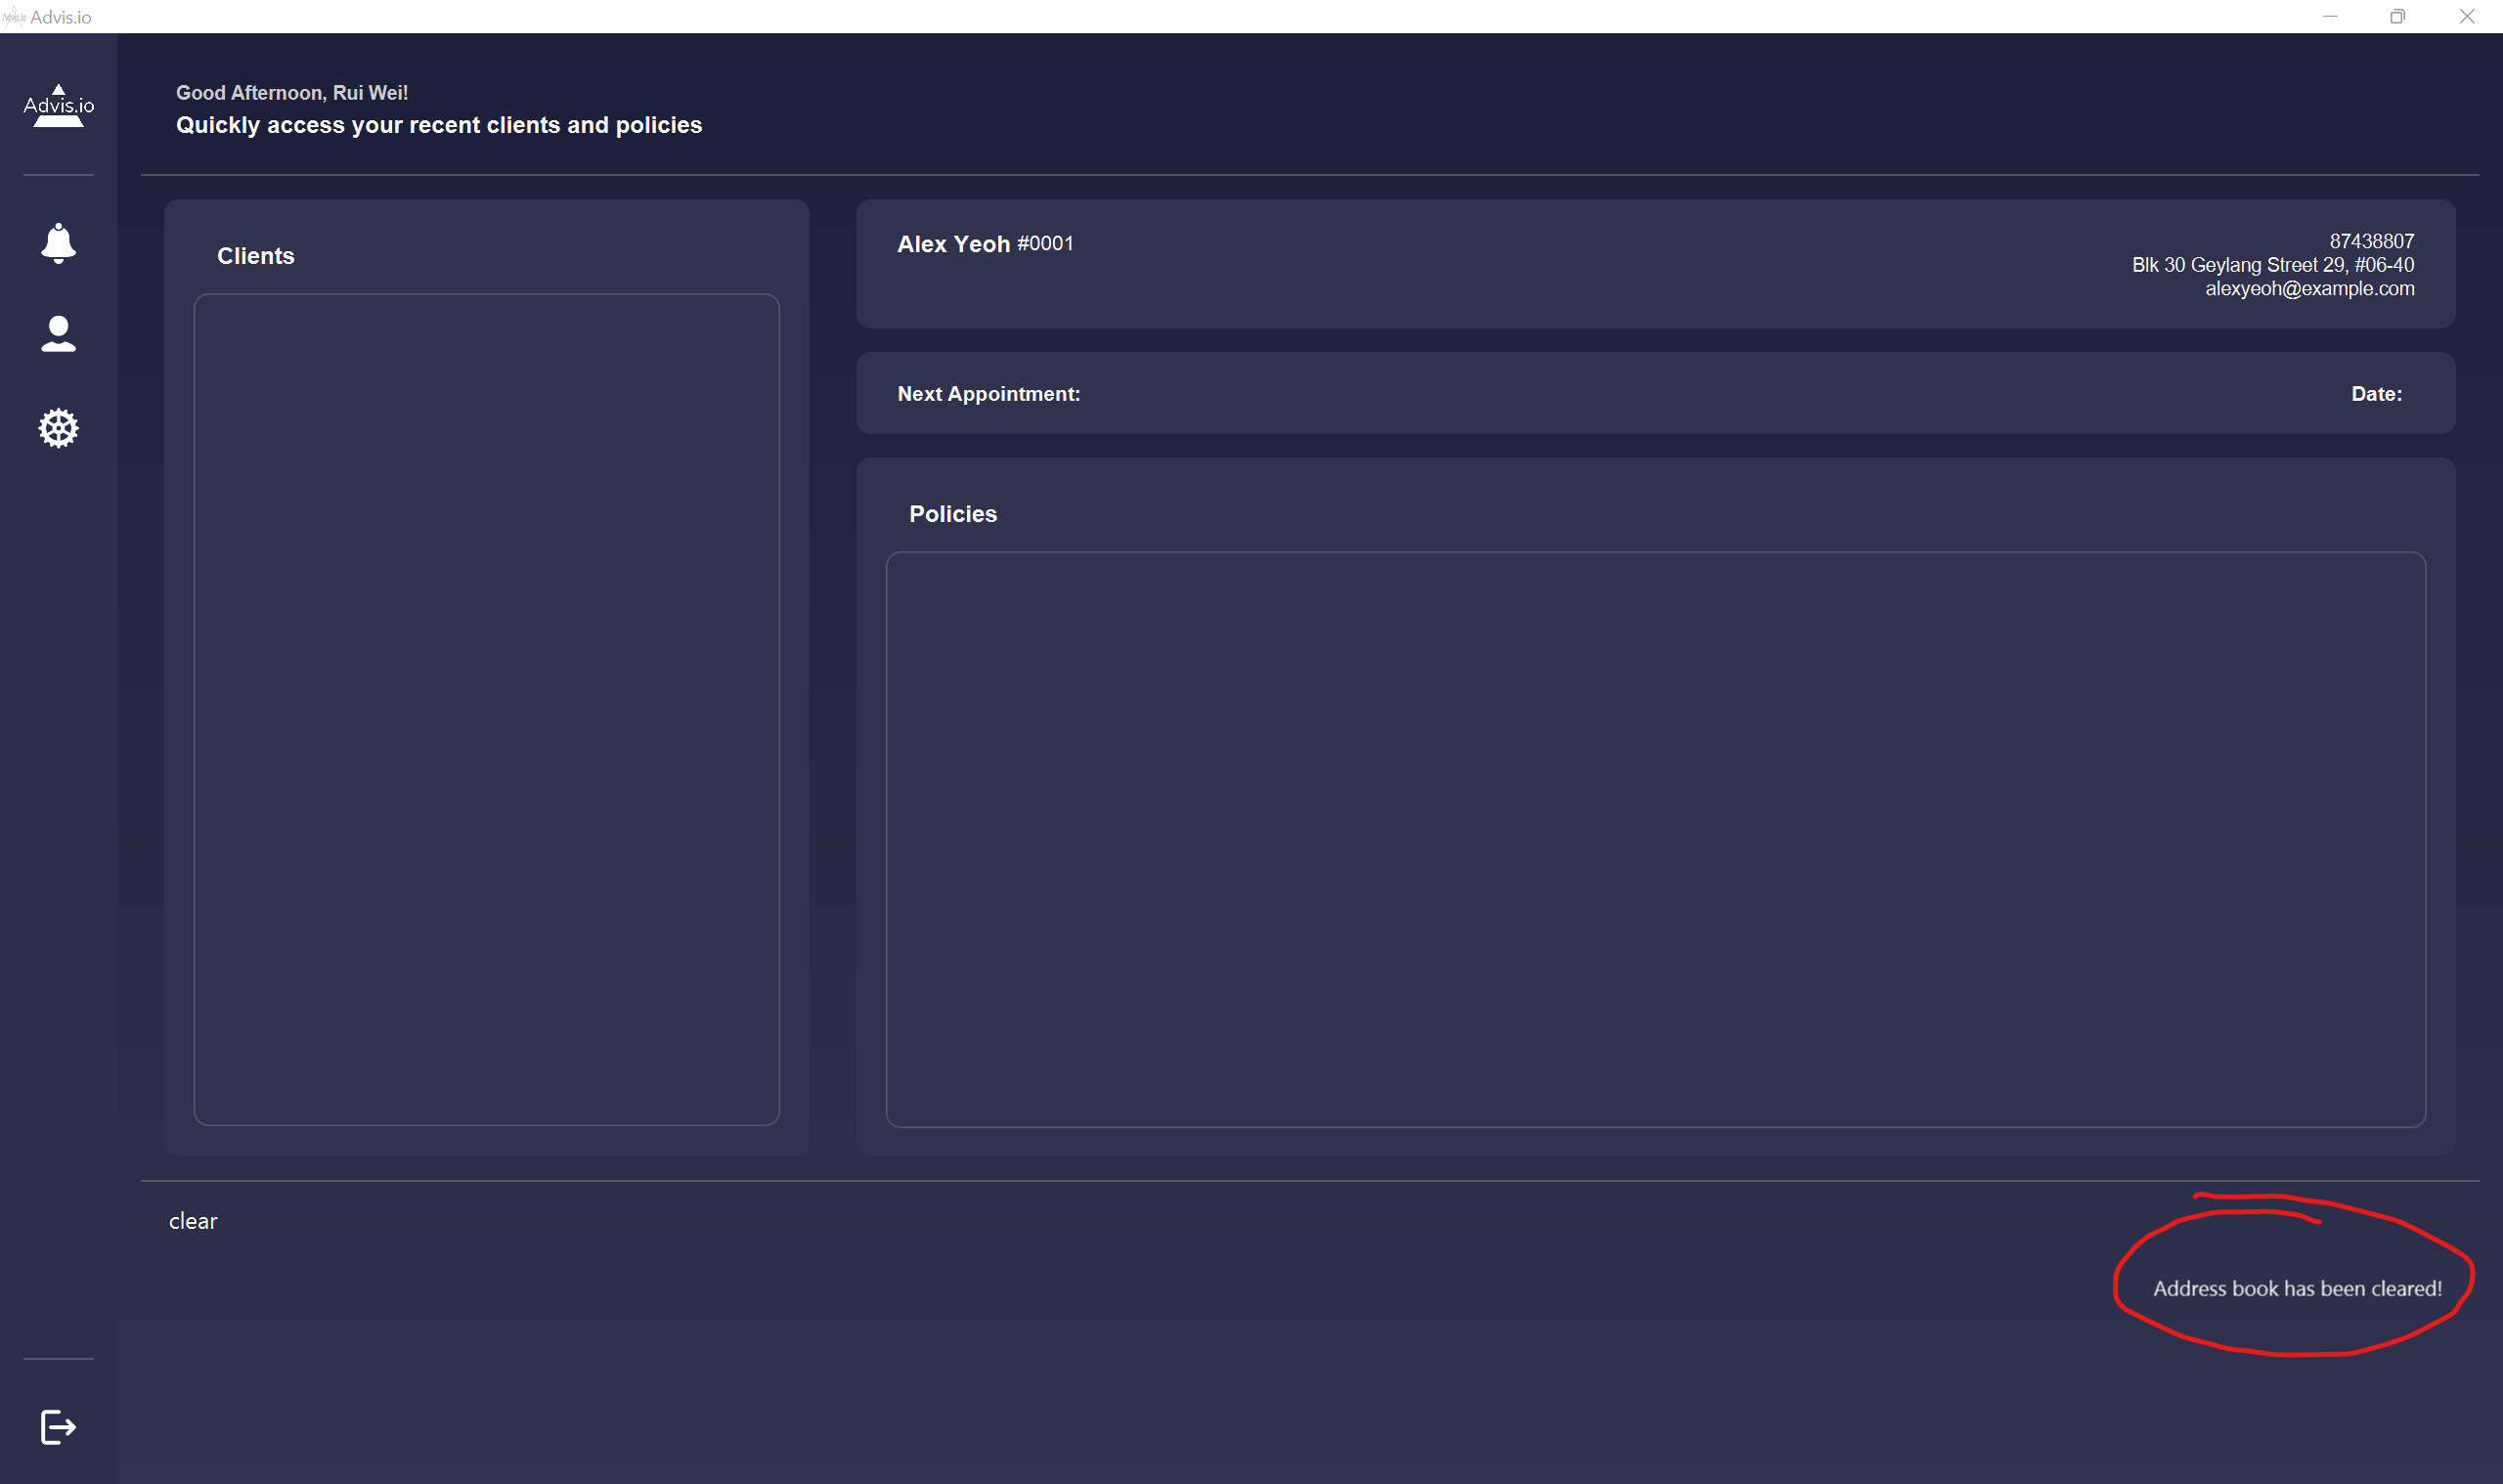 Advis.io
Advis.io
Good Afternoon, Rui Wei!
Quickly access your recent clients and policies
Clients
Alex Yeoh #0001
87438807
Blk 30 Geylang Street 29, #06-40
alexyeoh@example.com
Next Appointment:
Date:
Policies
clear
Address book has been cleared!